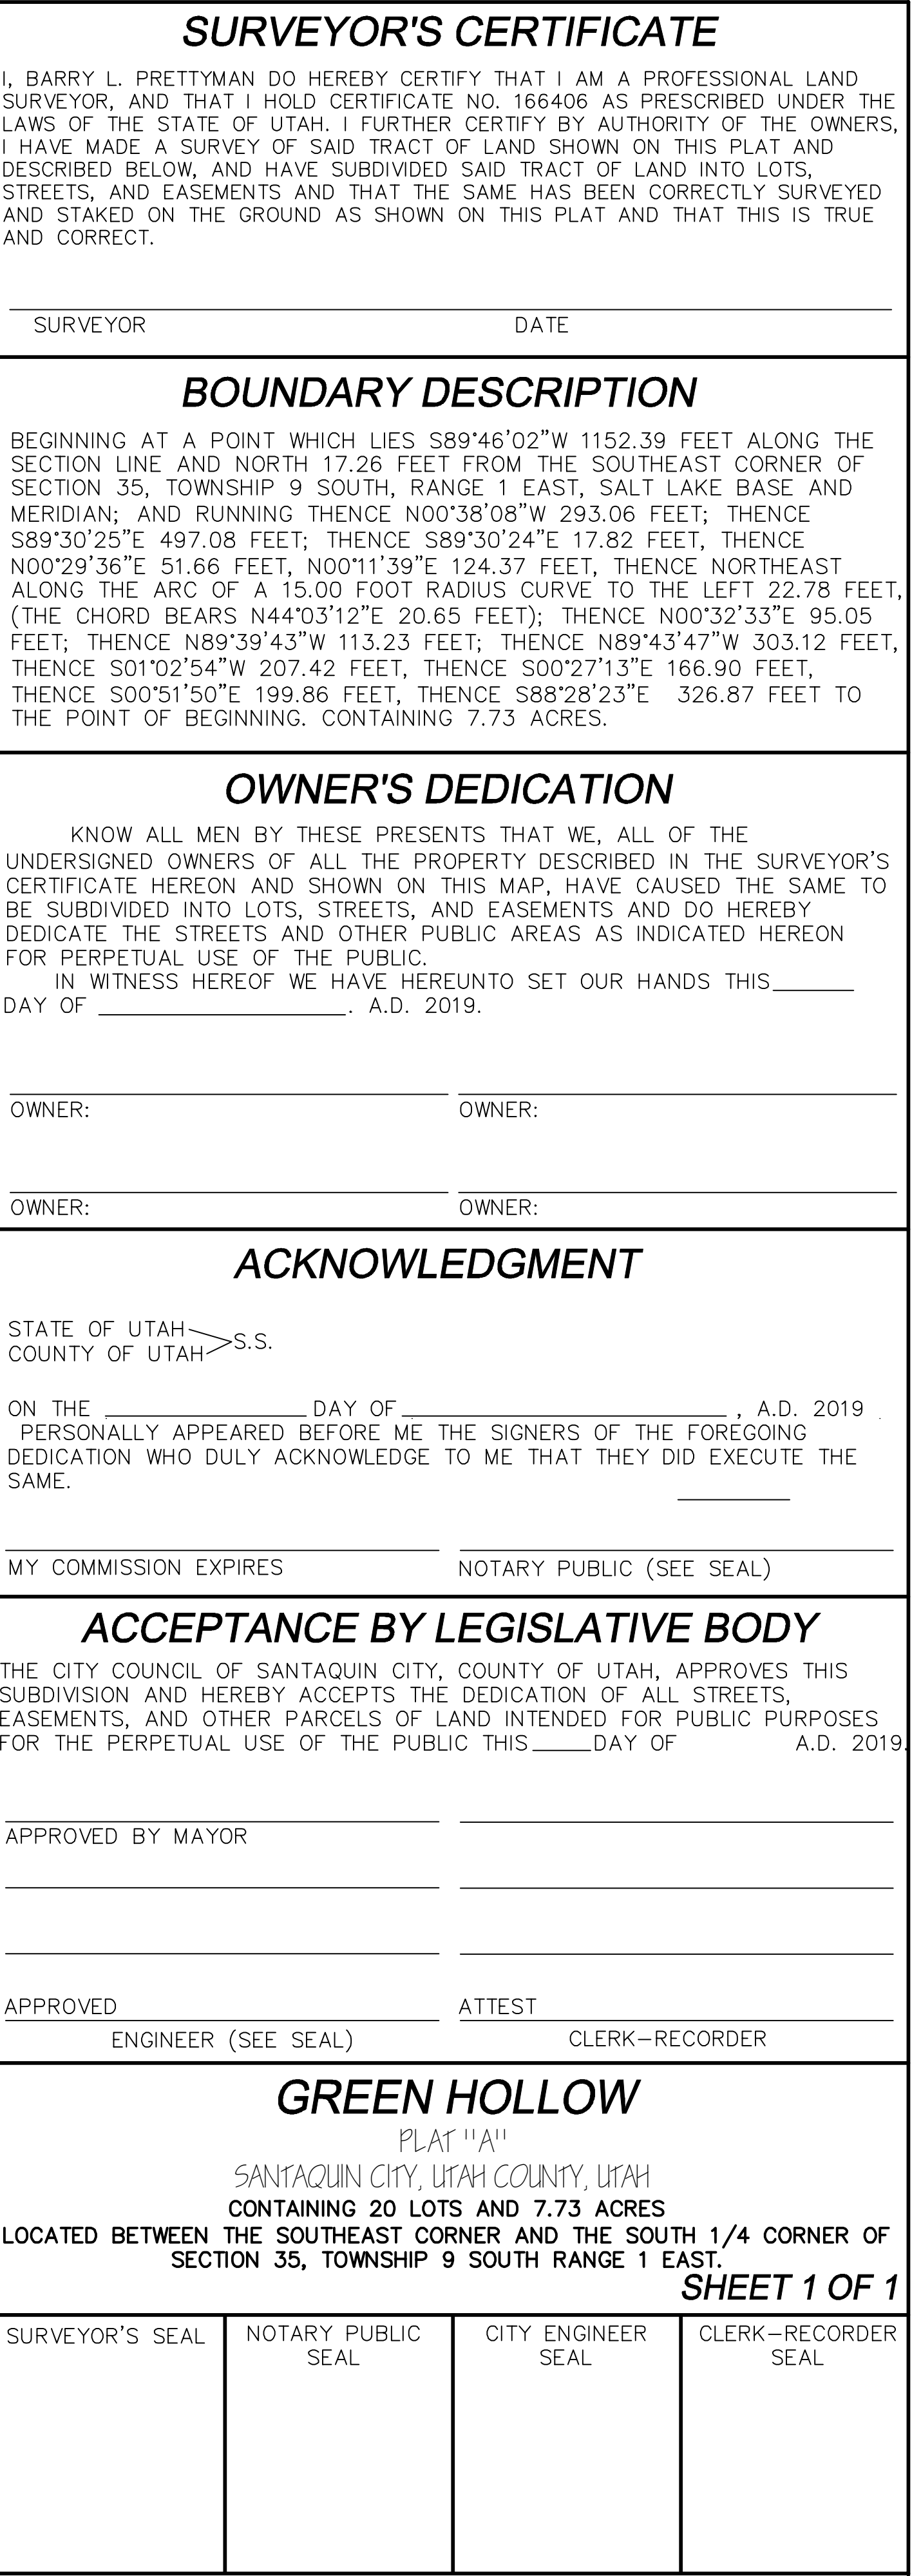 SURVEYOR'S CERTIFICATE
I, BARRY L. PRETTYMAN DO HEREBY CERTIFY THAT I AM A PROFESSIONAL LAND
SURVEYOR, AND THAT I HOLD CERTIFICATE NO. 166406 AS PRESCRIBED UNDER THE
LAWS OF THE STATE OF UTAH. I FURTHER CERTIFY BY AUTHORITY OF THE OWNERS,
I HAVE MADE A SURVEY OF SAID TRACT OF LAND SHOWN ON THIS PLAT AND
DESCRIBED BELOW, AND HAVE SUBDIVIDED SAID TRACT OF LAND INTO LOTS,
STREETS, AND EASEMENTS AND THAT THE SAME HAS BEEN CORRECTLY SURVEYED
AND STAKED ON THE GROUND AS SHOWN ON THIS PLAT AND THAT THIS IS TRUE
AND CORRECT.
SURVEYOR DATE
BOUNDARY DESCRIPTION
BEGINNING AT A POINT WHICH LIES S89°46'02"W 1152.39 FEET ALONG THE
SECTION LINE AND NORTH 17.26 FEET FROM THE SOUTHEAST CORNER OF
SECTION 35, TOWNSHIP 9 SOUTH, RANGE 1 EAST, SALT LAKE BASE AND
MERIDIAN; AND RUNNING THENCE N00°38'08"W 293.06 FEET; THENCE
S89°30'25"E 497.08 FEET; THENCE S89°30'24"E 17.82 FEET, THENCE
N00°29'36"E 51.66 FEET, N00°11'39"E 124.37 FEET, THENCE NORTHEAST
ALONG THE ARC OF A 15.00 FOOT RADIUS CURVE TO THE LEFT 22.78 FEET,
(THE CHORD BEARS N44°03'12"E 20.65 FEET); THENCE N00°32'33"E 95.05
FEET; THENCE N89°39'43"W 113.23 FEET; THENCE N89°43'47"W 303.12 FEET,
THENCE S01°02'54"W 207.42 FEET, THENCE S00°27'13"E 166.90 FEET,
THENCE S00°51'50"E 199.86 FEET, THENCE S88°28'23"E 326.87 FEET TO
THE POINT OF BEGINNING. CONTAINING 7.73 ACRES.
OWNER'S DEDICATION
KNOW ALL MEN BY THESE PRESENTS THAT WE, ALL OF THE
UNDERSIGNED OWNERS OF ALL THE PROPERTY DESCRIBED IN THE SURVEYOR'S
CERTIFICATE HEREON AND SHOWN ON THIS MAP, HAVE CAUSED THE SAME TO
BE SUBDIVIDED INTO LOTS, STREETS, AND EASEMENTS AND DO HEREBY
DEDICATE THE STREETS AND OTHER PUBLIC AREAS AS INDICATED HEREON
FOR PERPETUAL USE OF THE PUBLIC.
IN WITNESS HEREOF WE HAVE HEREUNTO SET OUR HANDS THIS______
DAY OF __________________. A.D. 2019.
OWNER: OWNER:
OWNER: OWNER:
ACKNOWLEDGMENT
STATE OF UTAH
S.S.
COUNTY OF UTAH
ON THE _______________ DAY OF________________________ , A.D. 2019 .
PERSONALLY APPEARED BEFORE ME THE SIGNERS OF THE FOREGOING
DEDICATION WHO DULY ACKNOWLEDGE TO ME THAT THEY DID EXECUTE THE
SAME.
MY COMMISSION EXPIRES NOTARY PUBLIC (SEE SEAL)
ACCEPTANCE BY LEGISLATIVE BODY
THE CITY COUNCIL OF SANTAQUIN CITY, COUNTY OF UTAH, APPROVES THIS
SUBDIVISION AND HEREBY ACCEPTS THE DEDICATION OF ALL STREETS,
EASEMENTS, AND OTHER PARCELS OF LAND INTENDED FOR PUBLIC PURPOSES
FOR THE PERPETUAL USE OF THE PUBLIC THIS____DAY OF A.D. 2019.
APPROVED BY MAYOR
APPROVED ATTEST
ENGINEER (SEE SEAL) CLERK-RECORDER
GREEN HOLLOW
PLAT "A"
SANTAQUIN CITY, UTAH COUNTY, UTAH
CONTAINING 20 LOTS AND 7.73 ACRES
LOCATED BETWEEN THE SOUTHEAST CORNER AND THE SOUTH 1/4 CORNER OF
SECTION 35, TOWNSHIP 9 SOUTH RANGE 1 EAST.
SHEET 1 OF 1
SURVEYOR'S SEAL
NOTARY PUBLIC
SEAL
CITY ENGINEER
SEAL
CLERK-RECORDER
SEAL